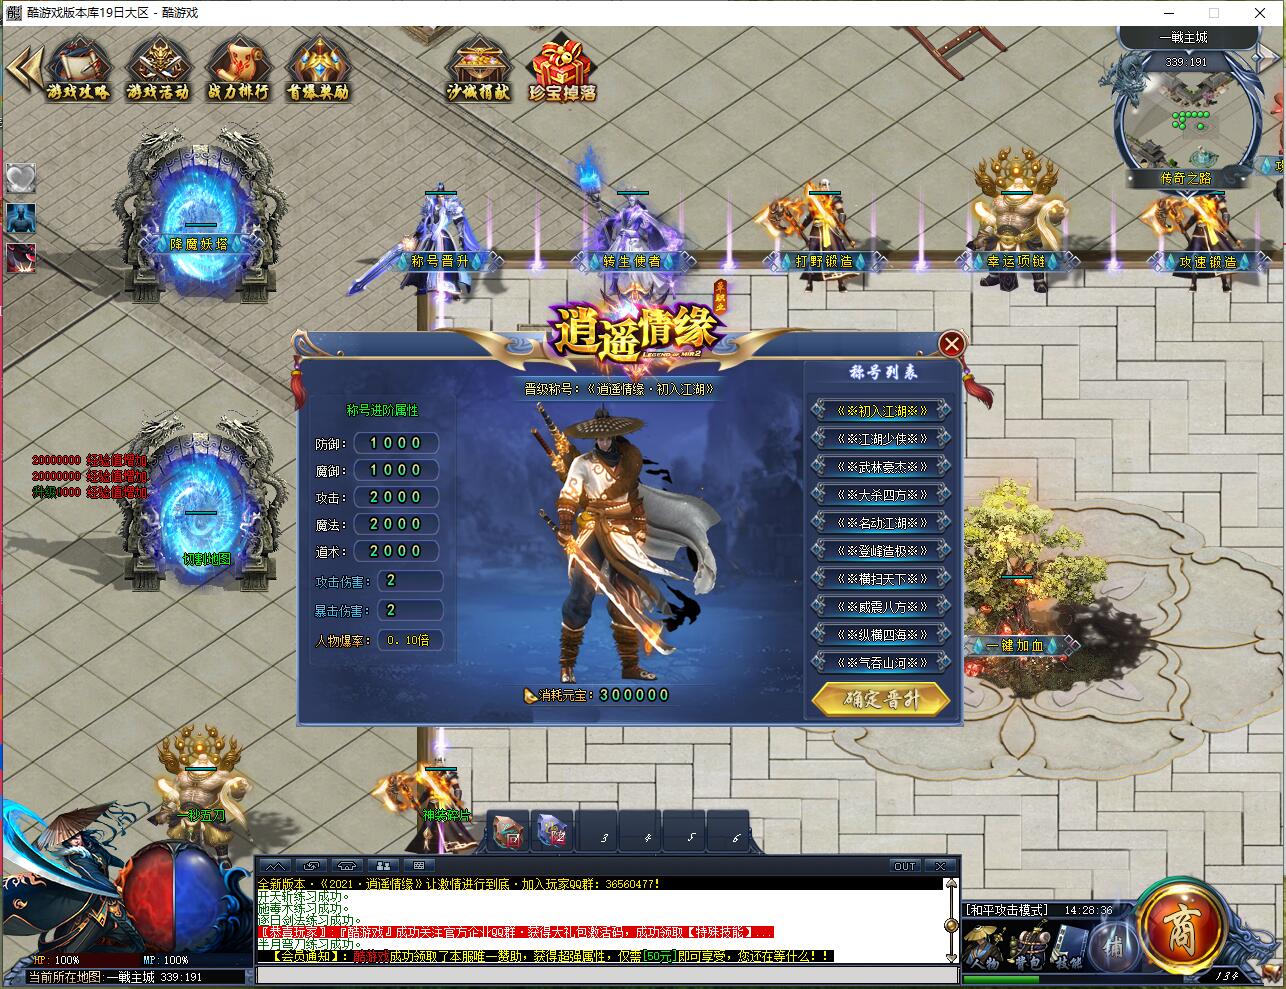 酷游戏版本库19日大区 - 酷游戏
游戏攻略
游戏活动
战力排行
首爆奖励
沙城捐献
珍宝掉落
一戰主城
339:191
传奇之路
降魔妖塔
称号晋升
转生使者
打野锻造
幸运项链
攻速锻造
单职业
逍遥情缘
LEGEND OF MIR2
晋级称号：《逍遥情缘·初入江湖》
称号进阶属性
防御： 1000
魔御： 1000
攻击： 2000
魔法： 2000
道术： 2000
攻击伤害： 2
暴击伤害： 2
人物爆率： 0.10倍
消耗元宝：300000
称号列表
《※初入江湖※》
《※江湖少侠※》
《※武林豪杰※》
《※大杀四方※》
《※名动江湖※》
《※登峰造极※》
《※横扫天下※》
《※威震八方※》
《※纵横四海※》
《※气吞山河※》
确定晋升
20000000 经验值增加
20000000 经验值增加
切割地图
一键加血
一秒五刀
神装碎片
3
4
5
6
OUT
全新版本·《2021·逍遥情缘》让激情进行到底·加入玩家QQ群：36560477！
开天斩练习成功。
施毒术练习成功。
逐日剑法练习成功。
【恭喜玩家】：『酷游戏』成功关注官方企业QQ群·获得大礼包激活码，成功领取【特殊技能】...
半月弯刀练习成功。
【会员通知】：酷游戏成功领取了本服唯一赞助，获得超强属性，仅需[50元]即可享受，您还在等什么！！
HP: 100%
MP: 100%
当前所在地图:一戰主城 339:191
[和平攻击模式]
14:28:36
人物
背包
技能
辅
商
134